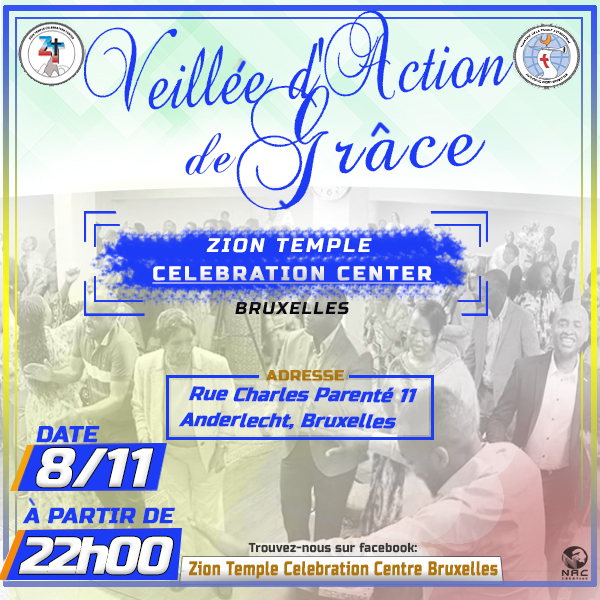 Veillée d'Action
de Grâce
ZION TEMPLE
CELEBRATION CENTER
BRUXELLES
ADRESSE
Rue Charles Parenté 11
Anderlecht, Bruxelles
DATE
8/11
À PARTIR DE
22h00
Trouvez-nous sur facebook:
Zion Temple Celebration Centre Bruxelles
NAC